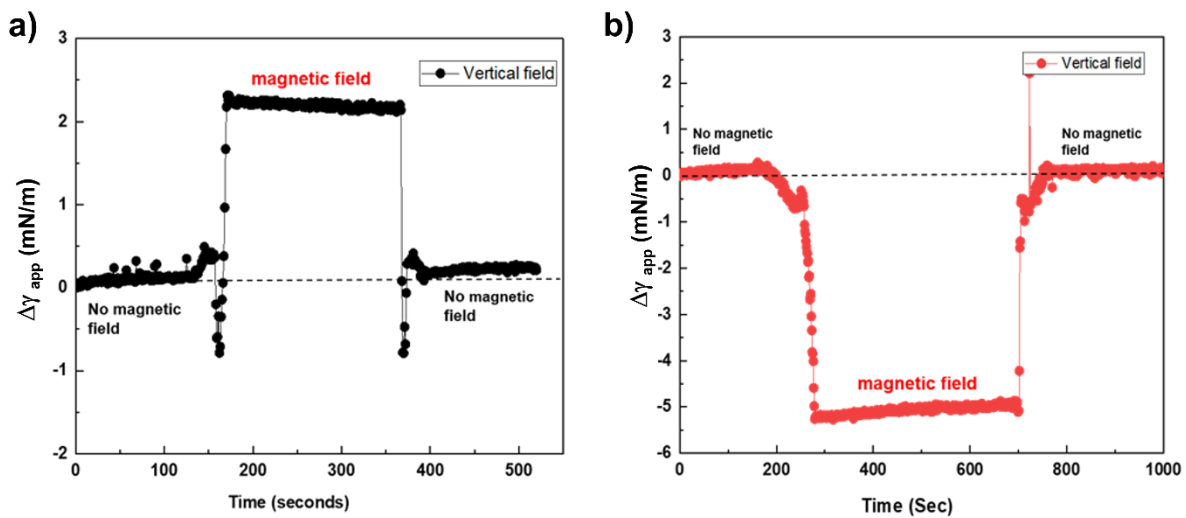 a)
Δγ app (mN/m)
3
2
1
0
-1
-2
magnetic field
Vertical field
No magnetic
field
No magnetic
field
0
100
200
300
400
500
Time (seconds)
b)
Δγ app (mN/m)
3
2
1
0
-1
-2
-3
-4
-5
-6
Vertical field
No magnetic
field
No magnetic
field
magnetic field
0
200
400
600
800
1000
Time (Sec)